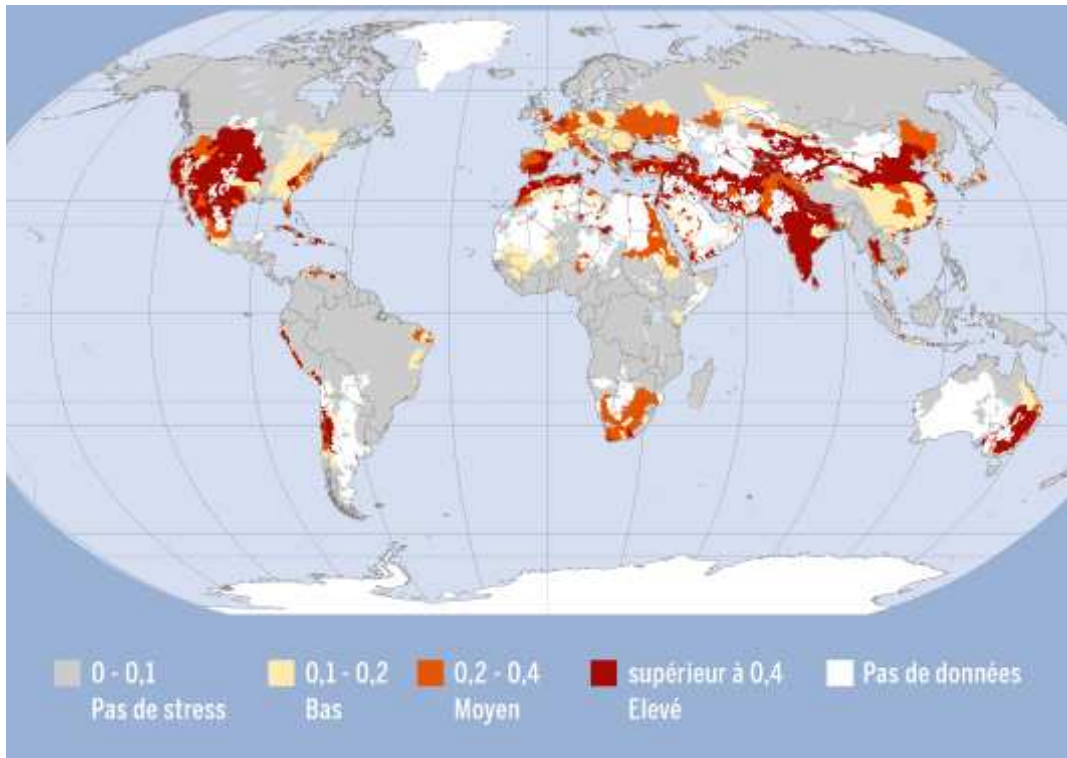 0 - 0,1 0,1 - 0,2 0,2 - 0,4 supérieur à 0,4 Pas de données
Pas de stress Bas Moyen Elevé